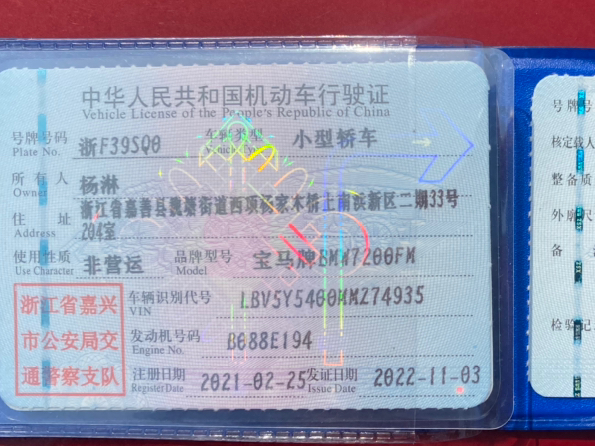 中华人民共和国机动车行驶证
Vehicle License of the People's Republic of China
号牌号码 浙F39SQ0 车辆类型 小型轿车
Plate No. Vehicle Type
所有人 杨淋
Owner
住址 浙江省嘉善县魏塘街道西项杨家木桥上南浜新区二期33号
Address 204室
使用性质 非营运 品牌型号 宝马牌BMW7200FM
Use Character Model
浙江省嘉兴
市公安局交
通警察支队
车辆识别代号
VIN
发动机号码 B088E194
Engine No.
注册日期 2021-02-25 发证日期 2022-11-03
Register Date Issue Date
号牌号
核定载人
整备质
外廓尺
备
检验记